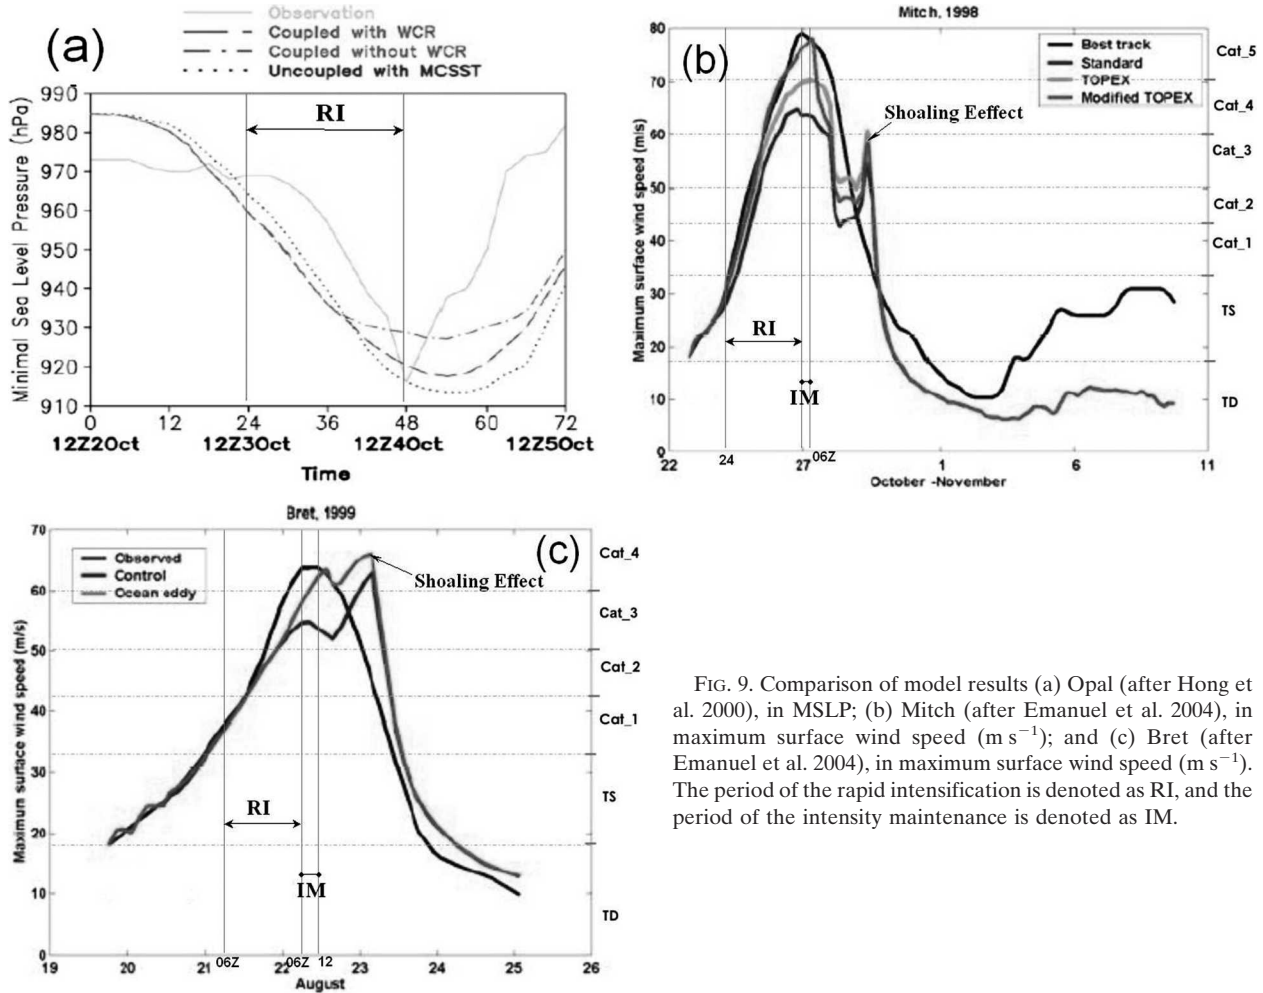 (a)
Observation
Coupled with WCR
Coupled without WCR
Uncoupled with MCSST
RI
Minimal Sea Level Pressure (hPa)
990
980
970
960
950
940
930
920
910
0 12 24 36 48 60 72
12Z2Oct 12Z3Oct 12Z4Oct 12Z5Oct
Time
Mitch, 1998
(b)
Best track
Standard
TOPEX
Modified TOPEX
Shoaling Eeffect
Maximum surface wind speed (m/s)
80
70
60
50
40
30
20
10
0
Cat_5
Cat_4
Cat_3
Cat_2
Cat_1
TS
TD
RI
IM
22 24 27 06Z 1 6 11
October -November
Bret, 1999
(c)
Observed
Control
Ocean eddy
Shoaling Effect
Maximum surface wind speed (m/s)
70
60
50
40
30
20
10
0
Cat_4
Cat_3
Cat_2
Cat_1
TS
TD
RI
IM
19 20 21 06Z 22 06Z 12 23 24 25 26
August
FIG. 9. Comparison of model results (a) Opal (after Hong et
al. 2000), in MSLP; (b) Mitch (after Emanuel et al. 2004), in
maximum surface wind speed (m s⁻¹); and (c) Bret (after
Emanuel et al. 2004), in maximum surface wind speed (m s⁻¹).
The period of the rapid intensification is denoted as RI, and the
period of the intensity maintenance is denoted as IM.